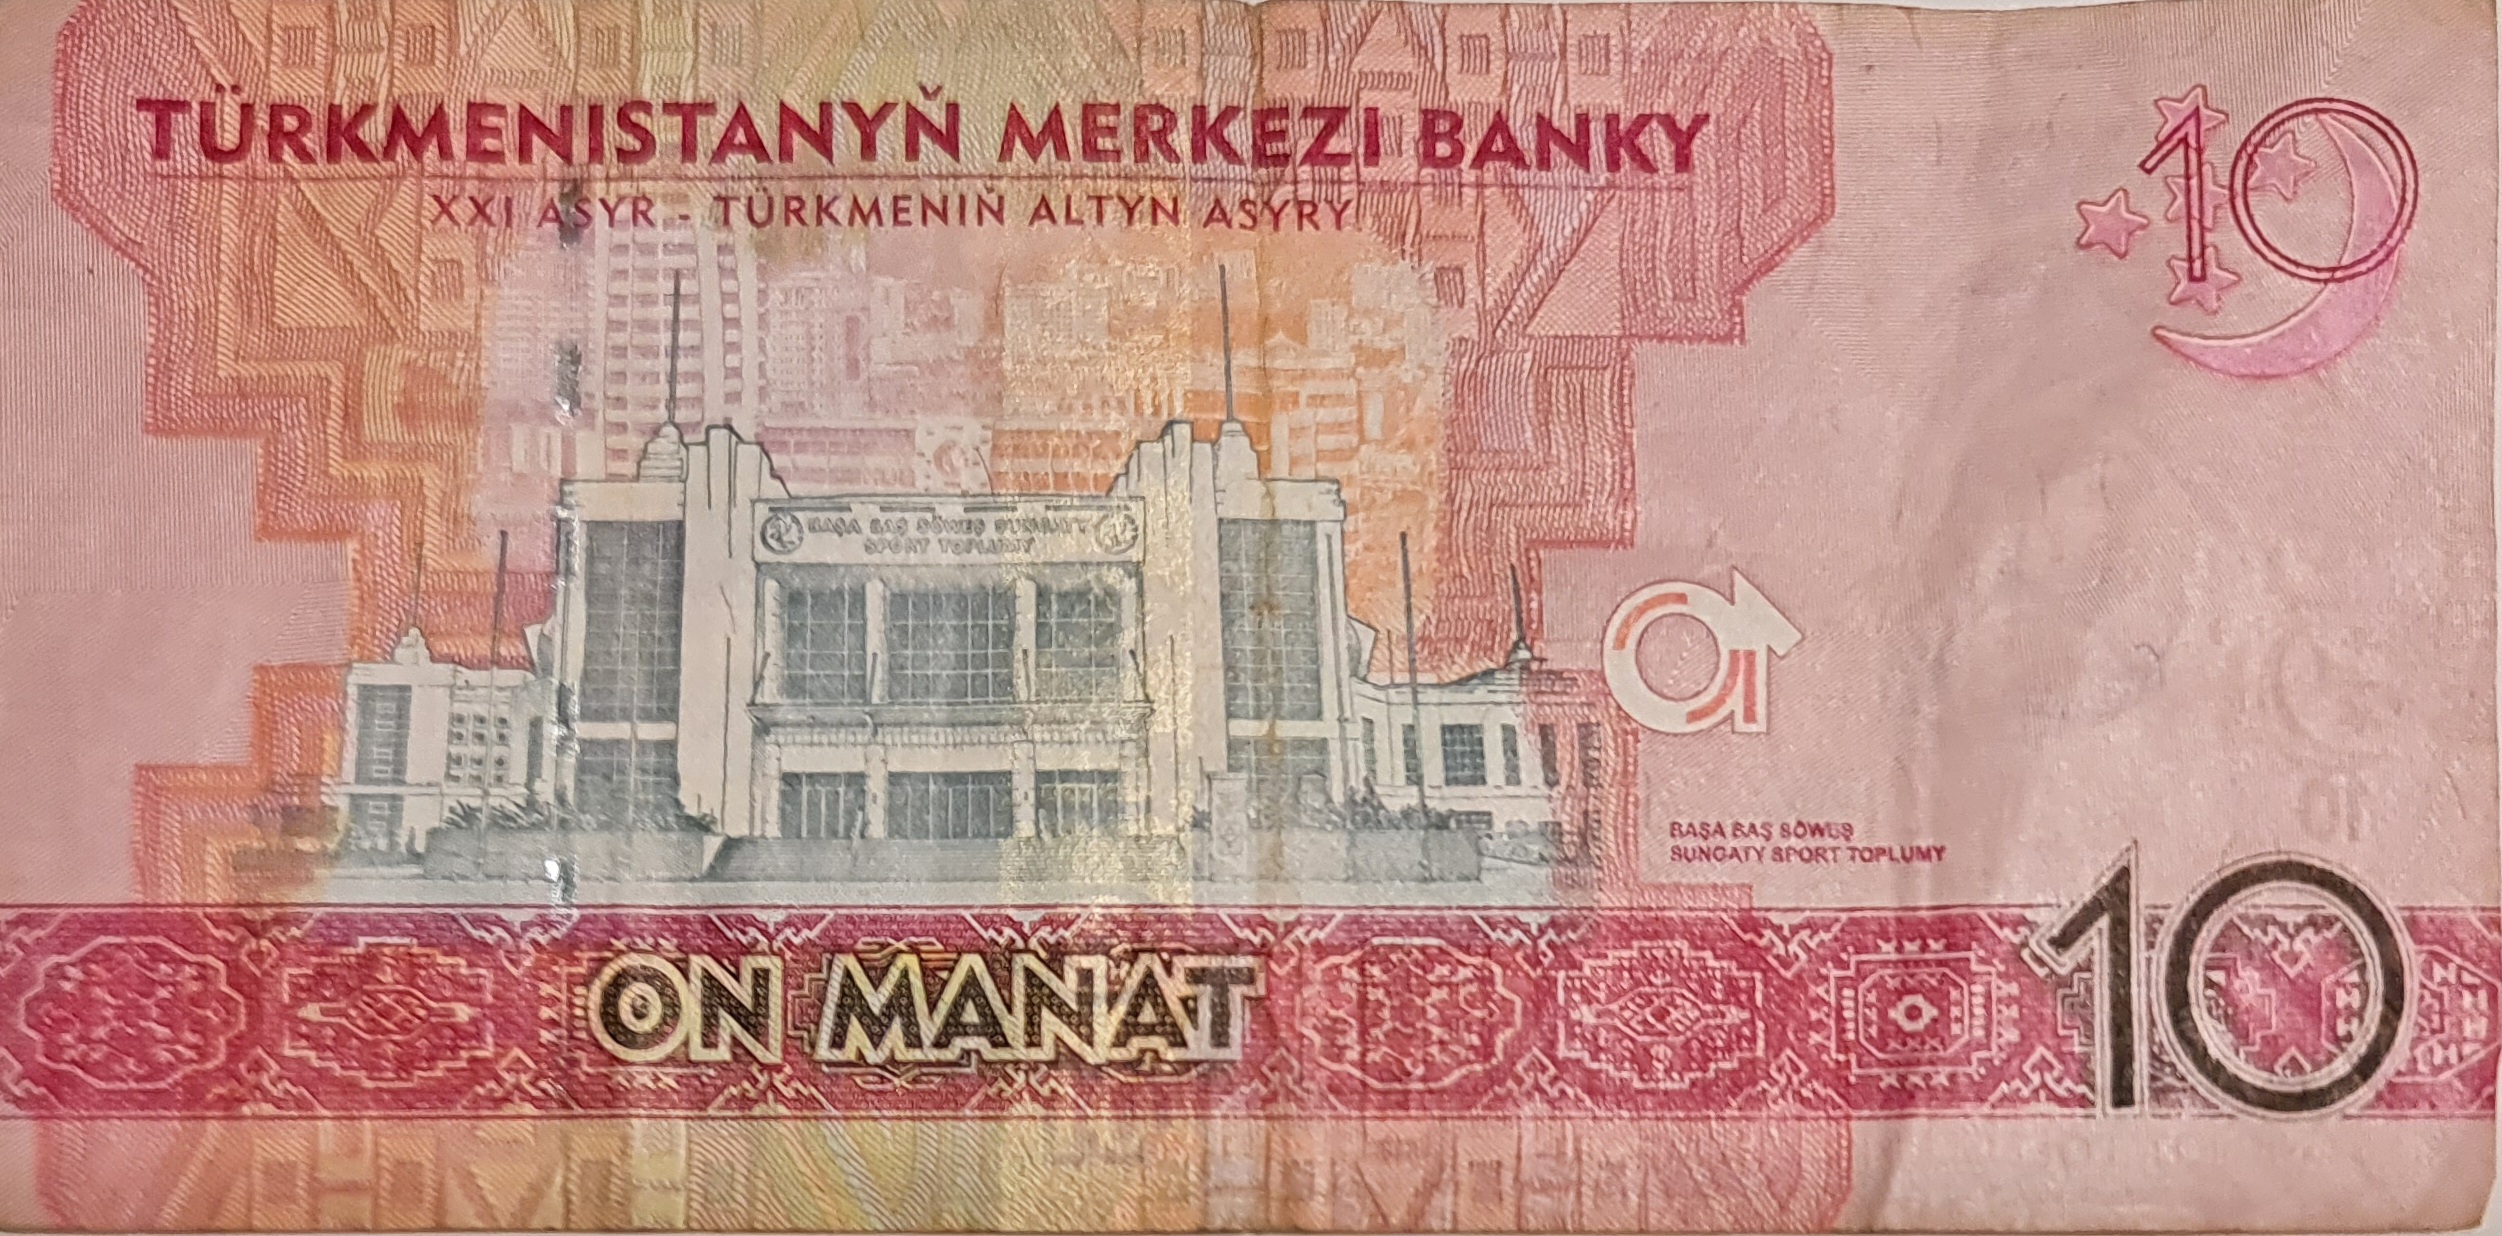 TÜRKMENISTANYŇ MERKEZI BANKY
XXI ASYR - TÜRKMENIŇ ALTYN ASYRY
10
BAŞA BAŞ SÖWEŞ SUNGATY
SPORT TOPLUMY
BAŞA BAŞ SÖWEŞ
SUNGATY SPORT TOPLUMY
ON MANAT
10